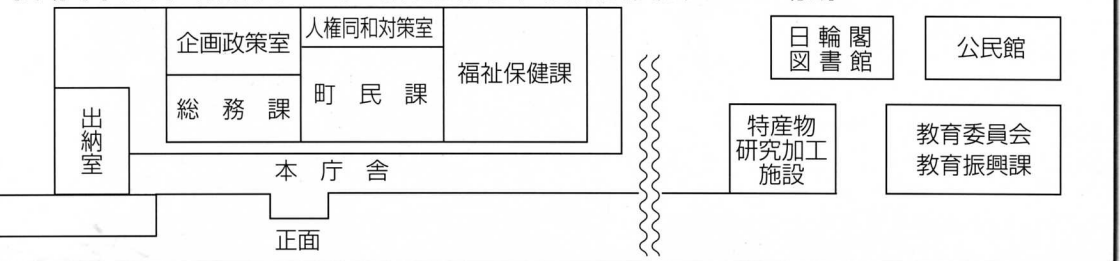 企画政策室
人権同和対策室
総務課
町民課
福祉保健課
出納室
本庁舎
正面
日輪閣
図書館
公民館
特産物
研究加工
施設
教育委員会
教育振興課